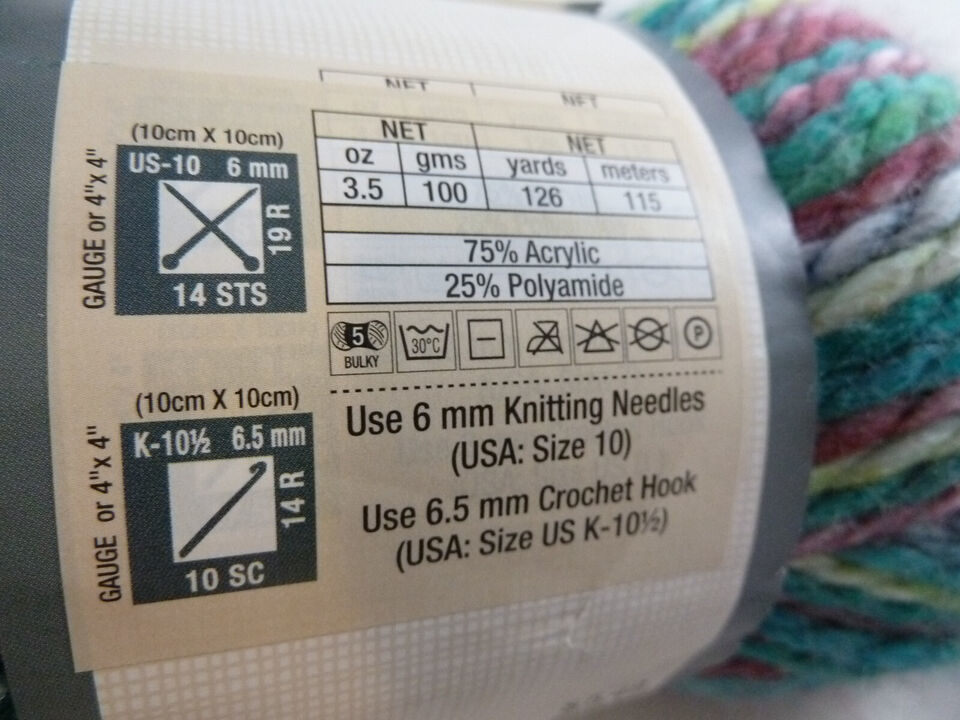 NET NET
(10cm X 10cm)
GAUGE or 4"x 4"
US-10 6 mm
19 R
14 STS
NET NET
oz gms yards meters
3.5 100 126 115
75% Acrylic
25% Polyamide
5
BULKY
30°C
P
(10cm X 10cm)
GAUGE or 4"x 4"
K-10½ 6.5 mm
14 R
10 SC
Use 6 mm Knitting Needles
(USA: Size 10)
Use 6.5 mm Crochet Hook
(USA: Size US K-10½)